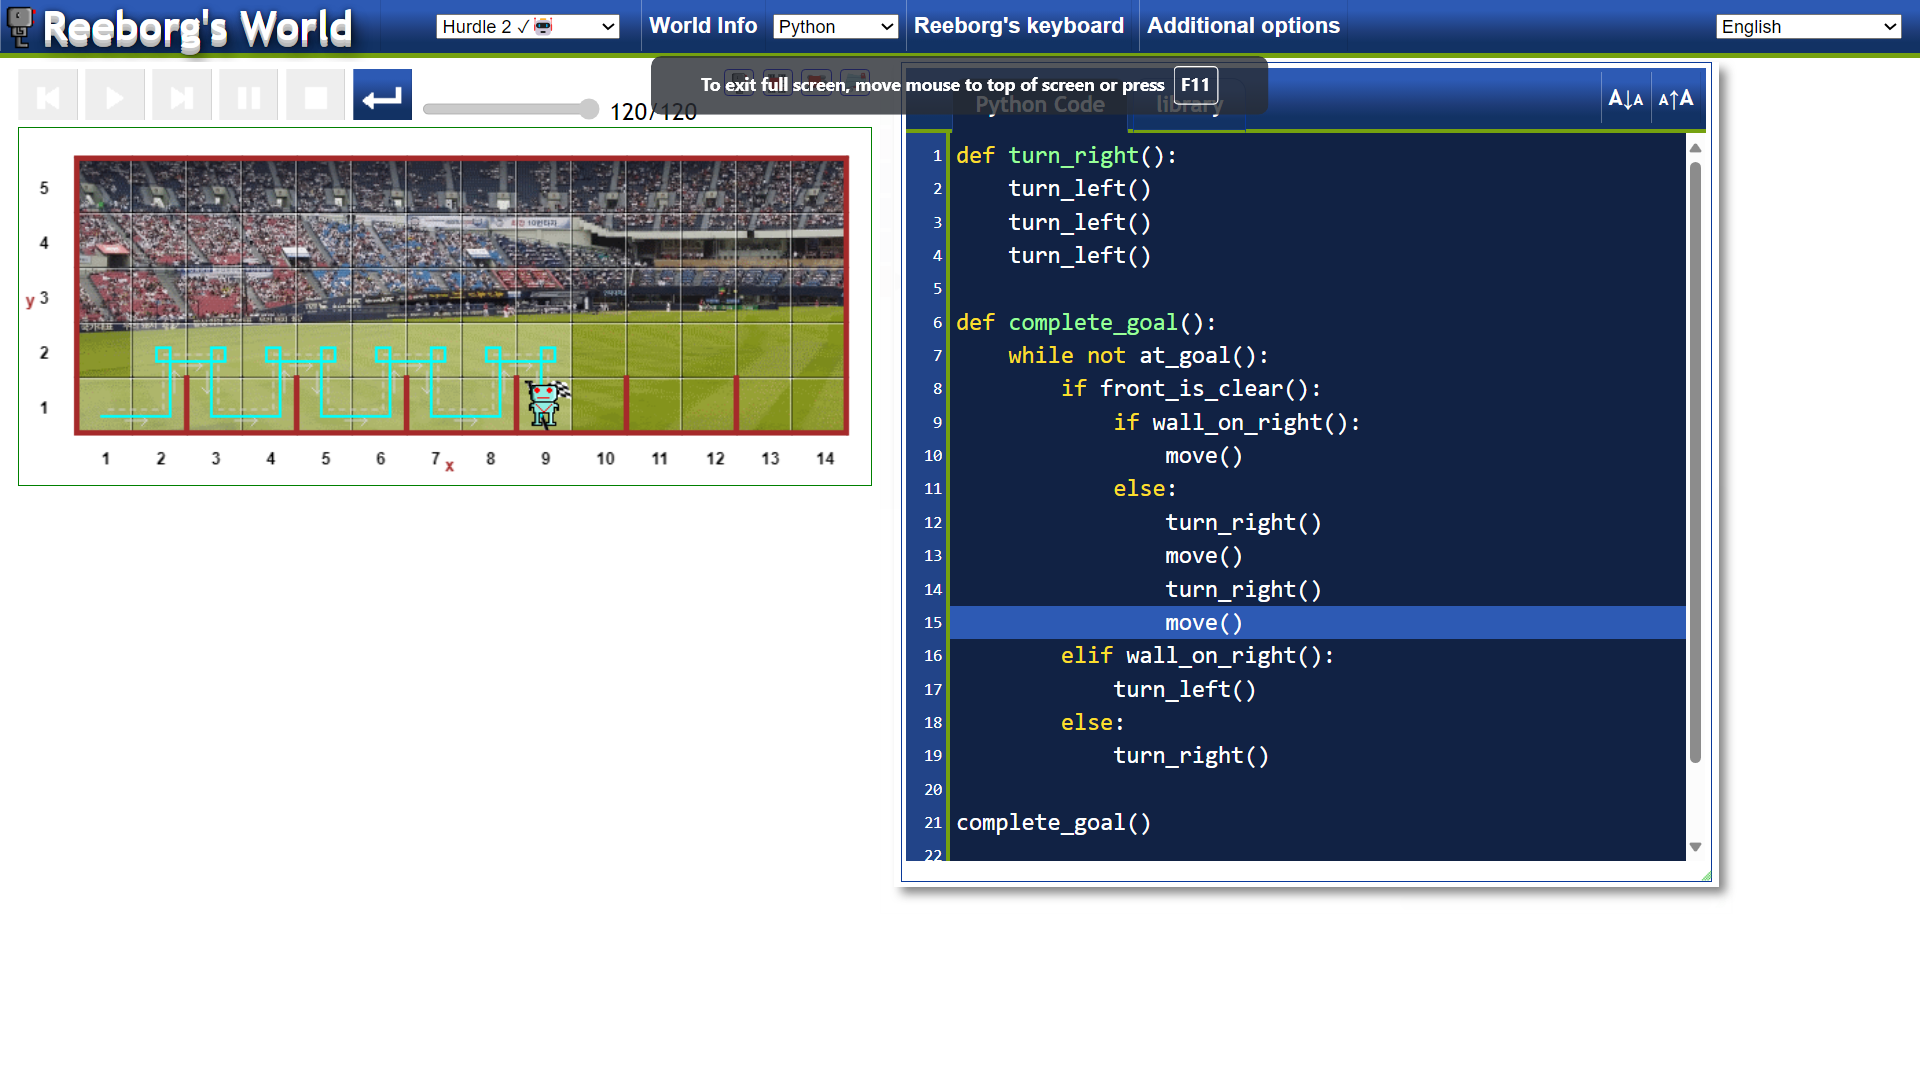 Reeborg's World
Hurdle 2 ✓🤖
World Info
Python
Reeborg's keyboard
Additional options
English
To exit full screen, move mouse to top of screen or press F11
120/120
Python Code
library
A↓A
A↑A
5
4
y 3
2
1
1 2 3 4 5 6 7 x 8 9 10 11 12 13 14
1 def turn_right():
2 turn_left()
3 turn_left()
4 turn_left()
5
6 def complete_goal():
7 while not at_goal():
8 if front_is_clear():
9 if wall_on_right():
10 move()
11 else:
12 turn_right()
13 move()
14 turn_right()
15 move()
16 elif wall_on_right():
17 turn_left()
18 else:
19 turn_right()
20
21 complete_goal()
22